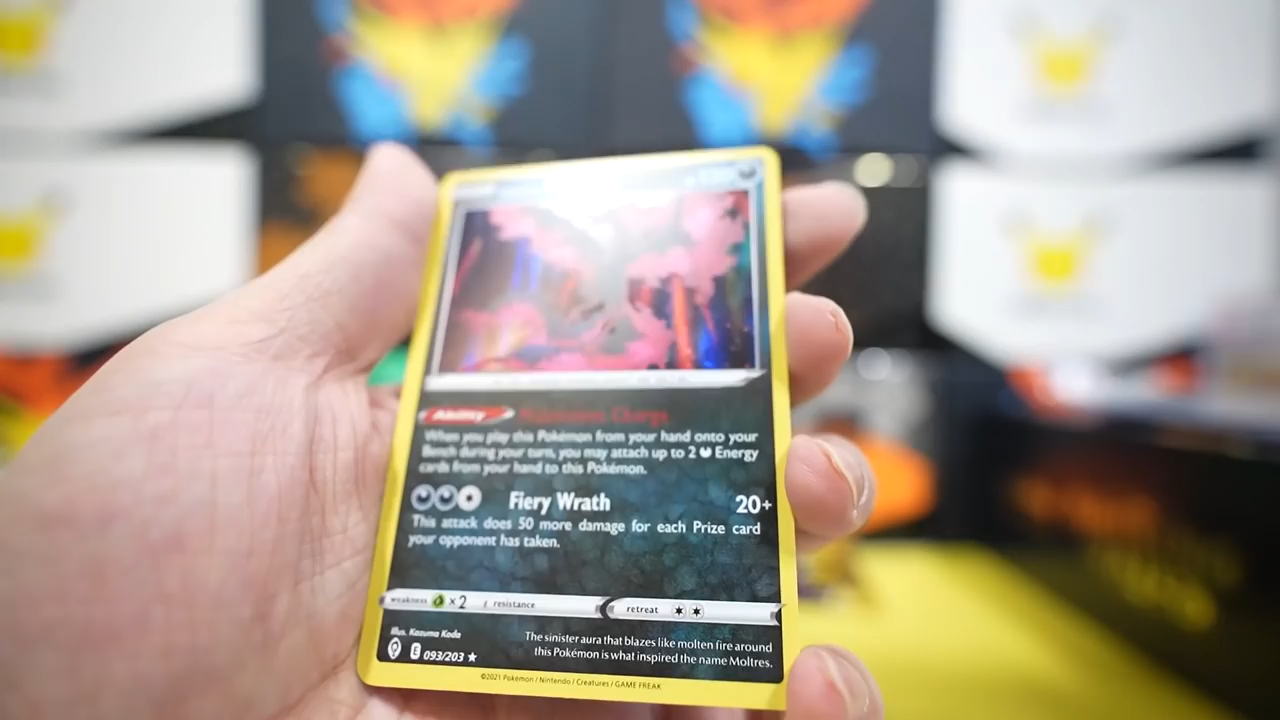 Ability Malevolent Charge
When you play this Pokémon from your hand onto your
Bench during your turn, you may attach up to 2 Energy
cards from your hand to this Pokémon.
Fiery Wrath 20+
This attack does 50 more damage for each Prize card
your opponent has taken.
weakness ×2 resistance retreat
Illus. Kazuma Koda
E 093/203 ★
The sinister aura that blazes like molten fire around
this Pokémon is what inspired the name Moltres.
©2021 Pokémon / Nintendo / Creatures / GAME FREAK